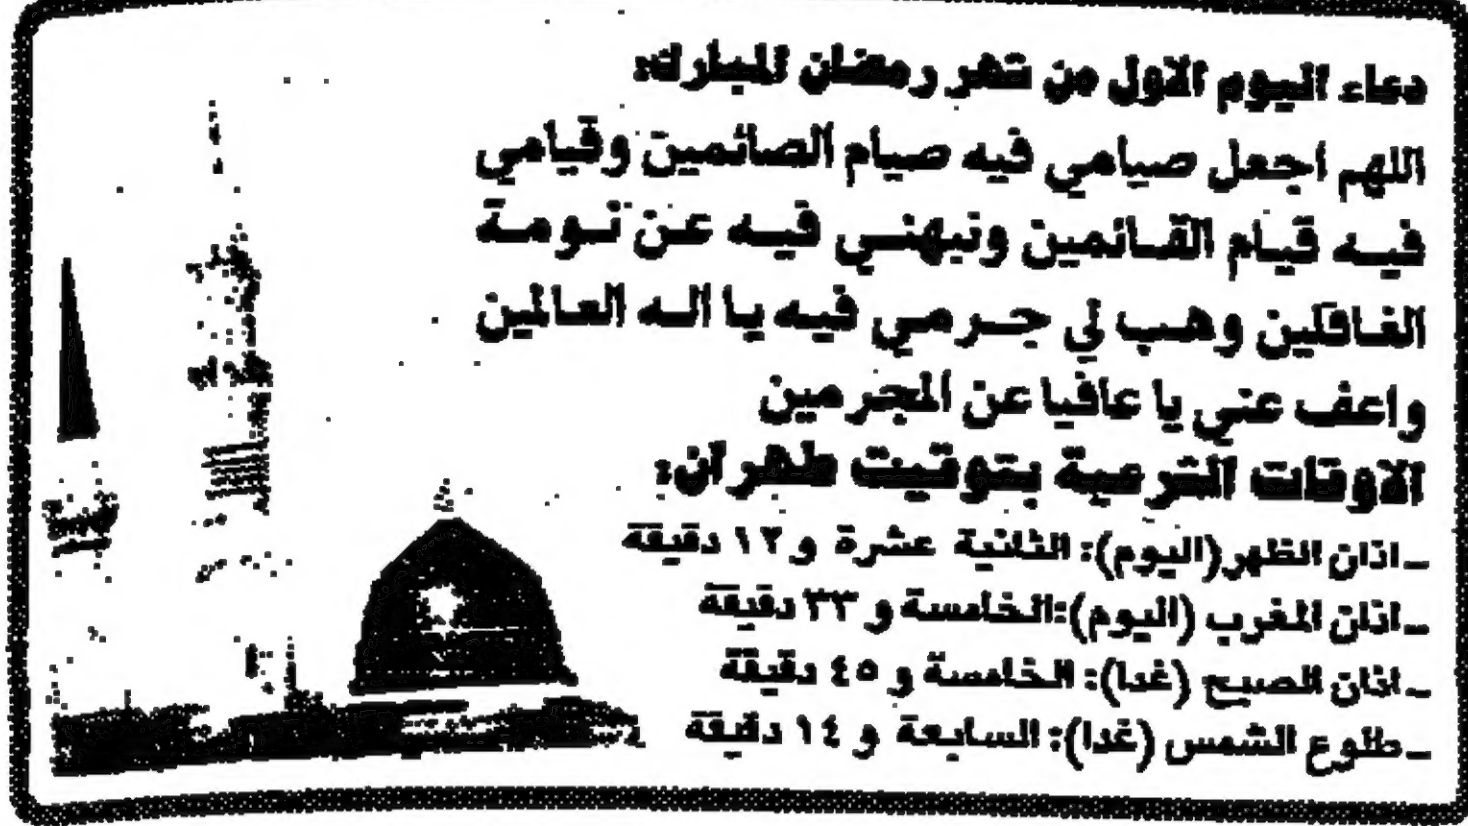 دعاء اليوم الاول من شهر رمضان المبارك:
اللهم اجعل صيامي فيه صيام الصائمين وقيامي
فيه قيام القائمين ونبهني فيه عن نومة
الغافلين وهب لي جرمي فيه يا اله العالمين
واعف عني يا عافيا عن المجرمين
الاوقات الشرعية بتوقيت طهران:
ـ اذان الظهر (اليوم): الثانية عشرة و ١٢ دقيقة
ـ اذان المغرب (اليوم): الخامسة و ٣٣ دقيقة
ـ اذان الصبح (غدا): الخامسة و ٤٥ دقيقة
ـ طلوع الشمس (غدا): السابعة و ١٤ دقيقة